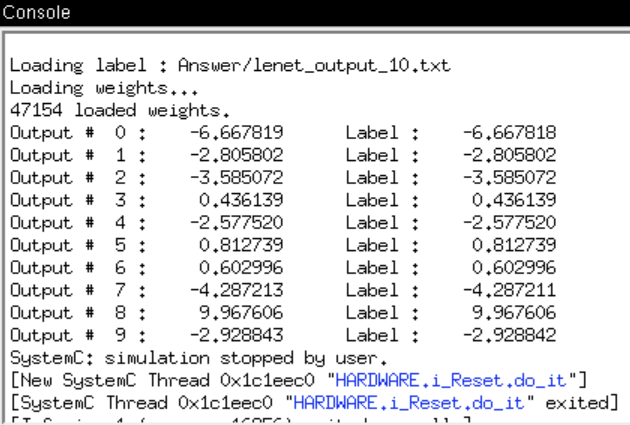 Console
Loading label : Answer/lenet_output_10.txt
Loading weights...
47154 loaded weights.
Output # 0 : -6.667819 Label : -6.667818
Output # 1 : -2.805802 Label : -2.805802
Output # 2 : -3.585072 Label : -3.585072
Output # 3 : 0.436139 Label : 0.436139
Output # 4 : -2.577520 Label : -2.577520
Output # 5 : 0.812739 Label : 0.812739
Output # 6 : 0.602996 Label : 0.602996
Output # 7 : -4.287213 Label : -4.287211
Output # 8 : 9.967606 Label : 9.967606
Output # 9 : -2.928843 Label : -2.928842
SystemC: simulation stopped by user.
[New SystemC Thread 0x1c1eec0 "HARDWARE.i_Reset.do_it"]
[SystemC Thread 0x1c1eec0 "HARDWARE.i_Reset.do_it" exited]